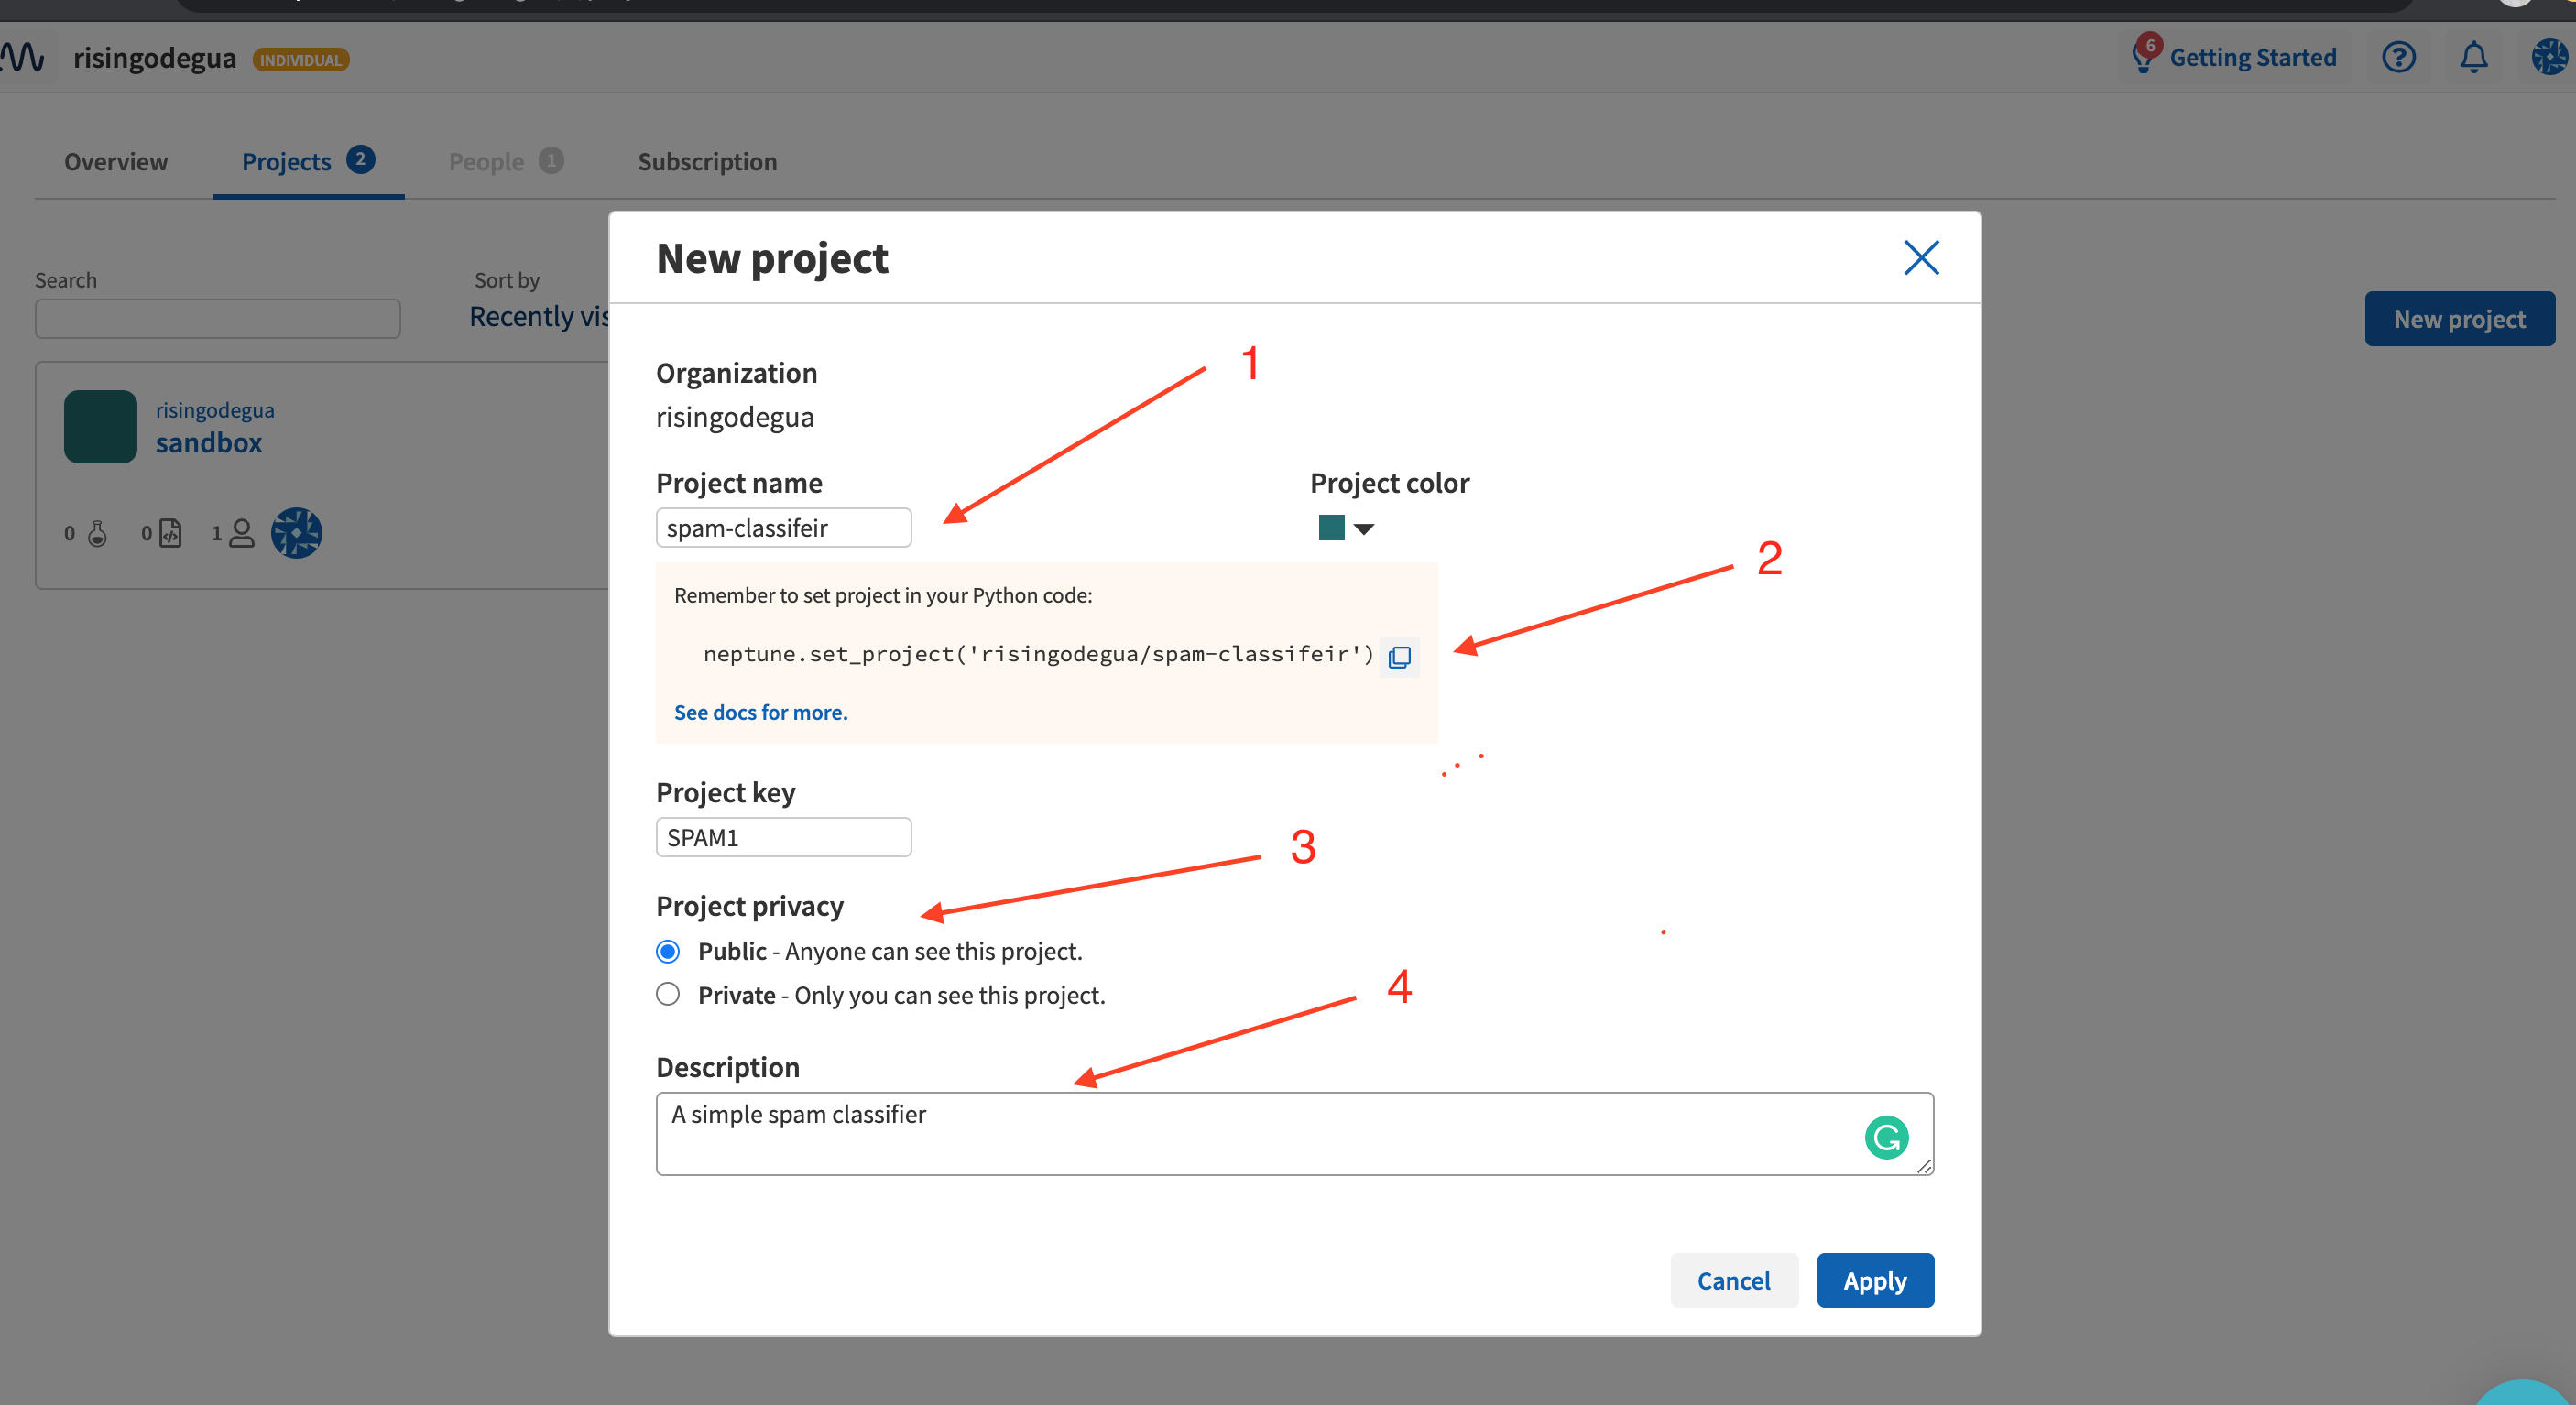 risingodegua INDIVIDUAL
6 Getting Started
Overview Projects 2 People 1 Subscription
Search
Sort by
Recently vis
New project
risingodegua
sandbox
0 0 1
New project
Organization
risingodegua
1
Project name
Project color
spam-classifeir
2
Remember to set project in your Python code:
neptune.set_project('risingodegua/spam-classifeir')
See docs for more.
Project key
SPAM1
3
Project privacy
Public - Anyone can see this project.
Private - Only you can see this project.
4
Description
A simple spam classifier
Cancel Apply